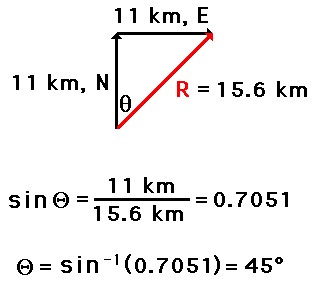 11 km, E
11 km, N
θ
R = 15.6 km
sin Θ = 11 km / 15.6 km = 0.7051
Θ = sin⁻¹(0.7051) = 45°